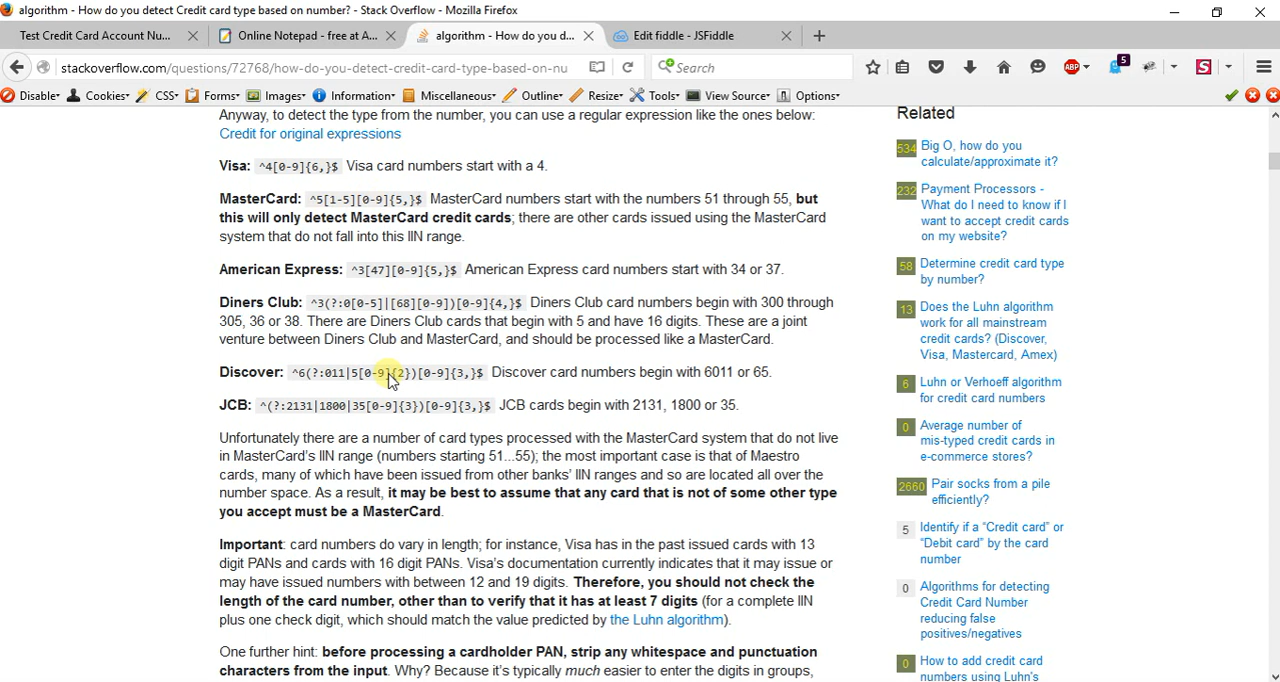 algorithm - How do you detect Credit card type based on number? - Stack Overflow - Mozilla Firefox
Test Credit Card Account Nu...
Online Notepad - free at A...
algorithm - How do you d...
Edit fiddle - JSFiddle
stackoverflow.com/questions/72768/how-do-you-detect-credit-card-type-based-on-nu
Search
ABP
5
S
Disable
Cookies
CSS
Forms
Images
Information
Miscellaneous
Outline
Resize
Tools
View Source
Options
Anyway, to detect the type from the number, you can use a regular expression like the ones below:
Credit for original expressions
Visa: ^4[0-9]{6,}$ Visa card numbers start with a 4.
MasterCard: ^5[1-5][0-9]{5,}$ MasterCard numbers start with the numbers 51 through 55, but
this will only detect MasterCard credit cards; there are other cards issued using the MasterCard
system that do not fall into this IIN range.
American Express: ^3[47][0-9]{5,}$ American Express card numbers start with 34 or 37.
Diners Club: ^3(?:0[0-5]|[68][0-9])[0-9]{4,}$ Diners Club card numbers begin with 300 through
305, 36 or 38. There are Diners Club cards that begin with 5 and have 16 digits. These are a joint
venture between Diners Club and MasterCard, and should be processed like a MasterCard.
Discover: ^6(?:011|5[0-9]{2})[0-9]{3,}$ Discover card numbers begin with 6011 or 65.
JCB: ^(?:2131|1800|35[0-9]{3})[0-9]{3,}$ JCB cards begin with 2131, 1800 or 35.
Unfortunately there are a number of card types processed with the MasterCard system that do not live
in MasterCard's IIN range (numbers starting 51...55); the most important case is that of Maestro
cards, many of which have been issued from other banks' IIN ranges and so are located all over the
number space. As a result, it may be best to assume that any card that is not of some other type
you accept must be a MasterCard.
Important: card numbers do vary in length; for instance, Visa has in the past issued cards with 13
digit PANs and cards with 16 digit PANs. Visa's documentation currently indicates that it may issue or
may have issued numbers with between 12 and 19 digits. Therefore, you should not check the
length of the card number, other than to verify that it has at least 7 digits (for a complete IIN
plus one check digit, which should match the value predicted by the Luhn algorithm).
One further hint: before processing a cardholder PAN, strip any whitespace and punctuation
characters from the input. Why? Because it's typically much easier to enter the digits in groups,
Related
534 Big O, how do you
calculate/approximate it?
232 Payment Processors -
What do I need to know if I
want to accept credit cards
on my website?
58 Determine credit card type
by number?
13 Does the Luhn algorithm
work for all mainstream
credit cards? (Discover,
Visa, Mastercard, Amex)
6 Luhn or Verhoeff algorithm
for credit card numbers
0 Average number of
mis-typed credit cards in
e-commerce stores?
2660 Pair socks from a pile
efficiently?
5 Identify if a “Credit card” or
“Debit card” by the card
number
0 Algorithms for detecting
Credit Card Number
reducing false
positives/negatives
0 How to add credit card
numbers using Luhn's